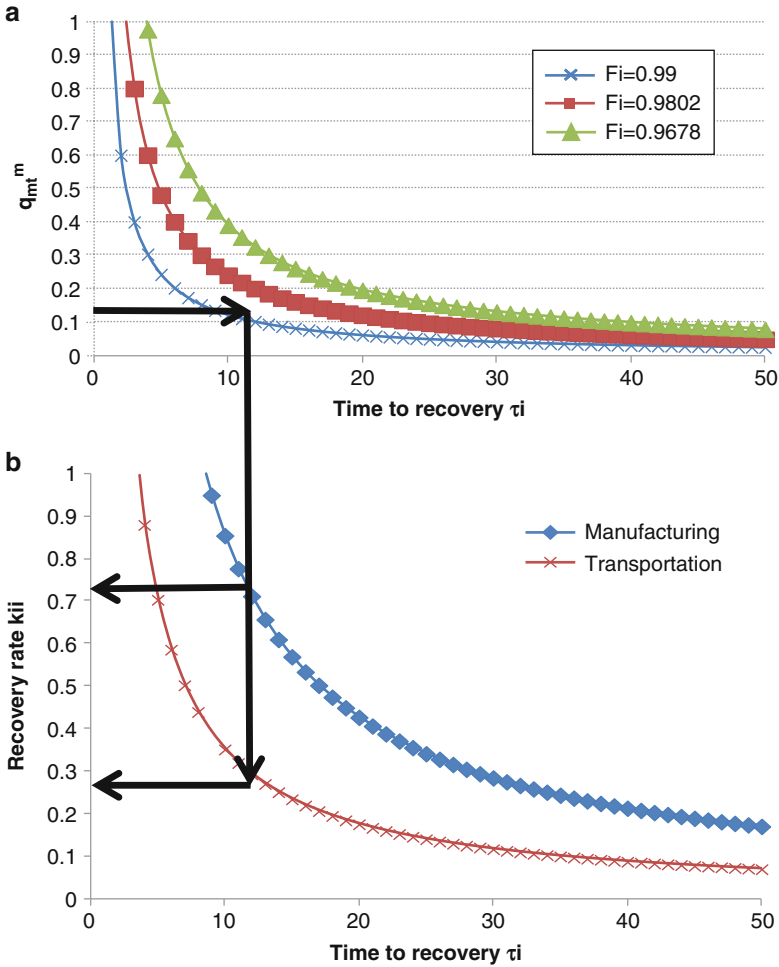 a
1
0.9
0.8
0.7
0.6
0.5
0.4
0.3
0.2
0.1
0
qmt^m
Fi=0.99
Fi=0.9802
Fi=0.9678
0 10 20 30 40 50
Time to recovery τi
b
1
0.9
0.8
0.7
0.6
0.5
0.4
0.3
0.2
0.1
0
Recovery rate kii
Manufacturing
Transportation
0 10 20 30 40 50
Time to recovery τi